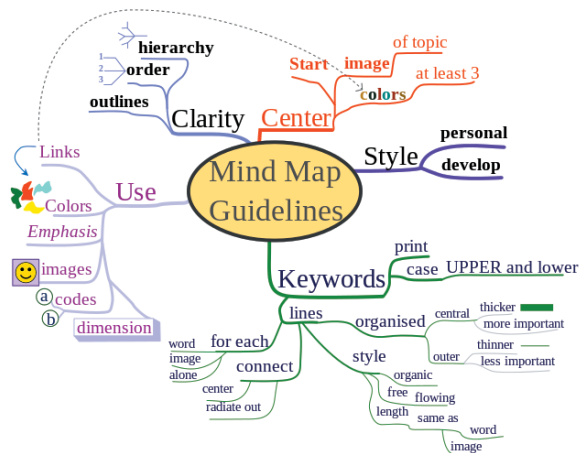 Mind Map
Guidelines
Center
Start
image
of topic
colors
at least 3
Style
personal
develop
Keywords
print
case
UPPER and lower
lines
organised
central
thicker
more important
outer
thinner
less important
style
organic
free
flowing
length
same as
word
image
connect
center
radiate out
for each
word
image
alone
Use
Links
Colors
Emphasis
images
codes
a
b
dimension
Clarity
hierarchy
order
1
2
3
outlines